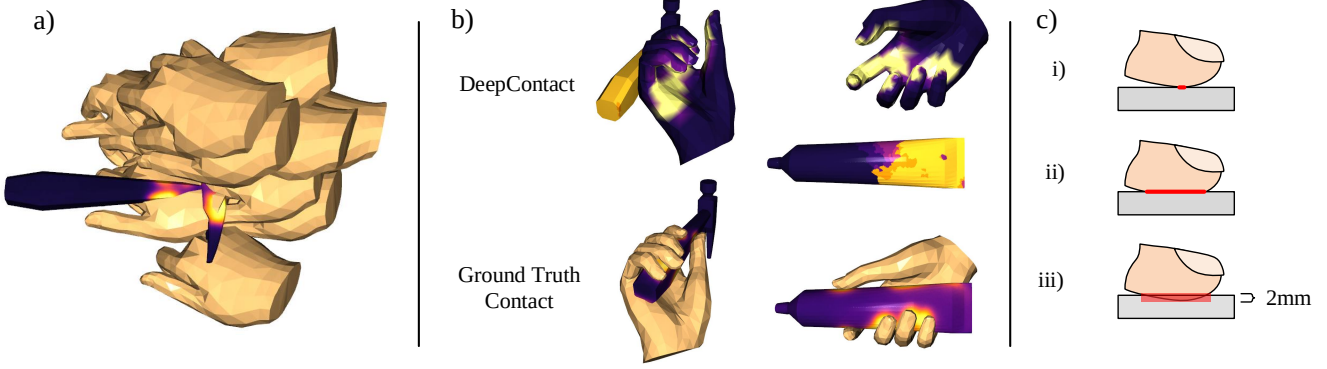 a)
b)
DeepContact
Ground Truth
Contact
c)
i)
ii)
iii)
2mm